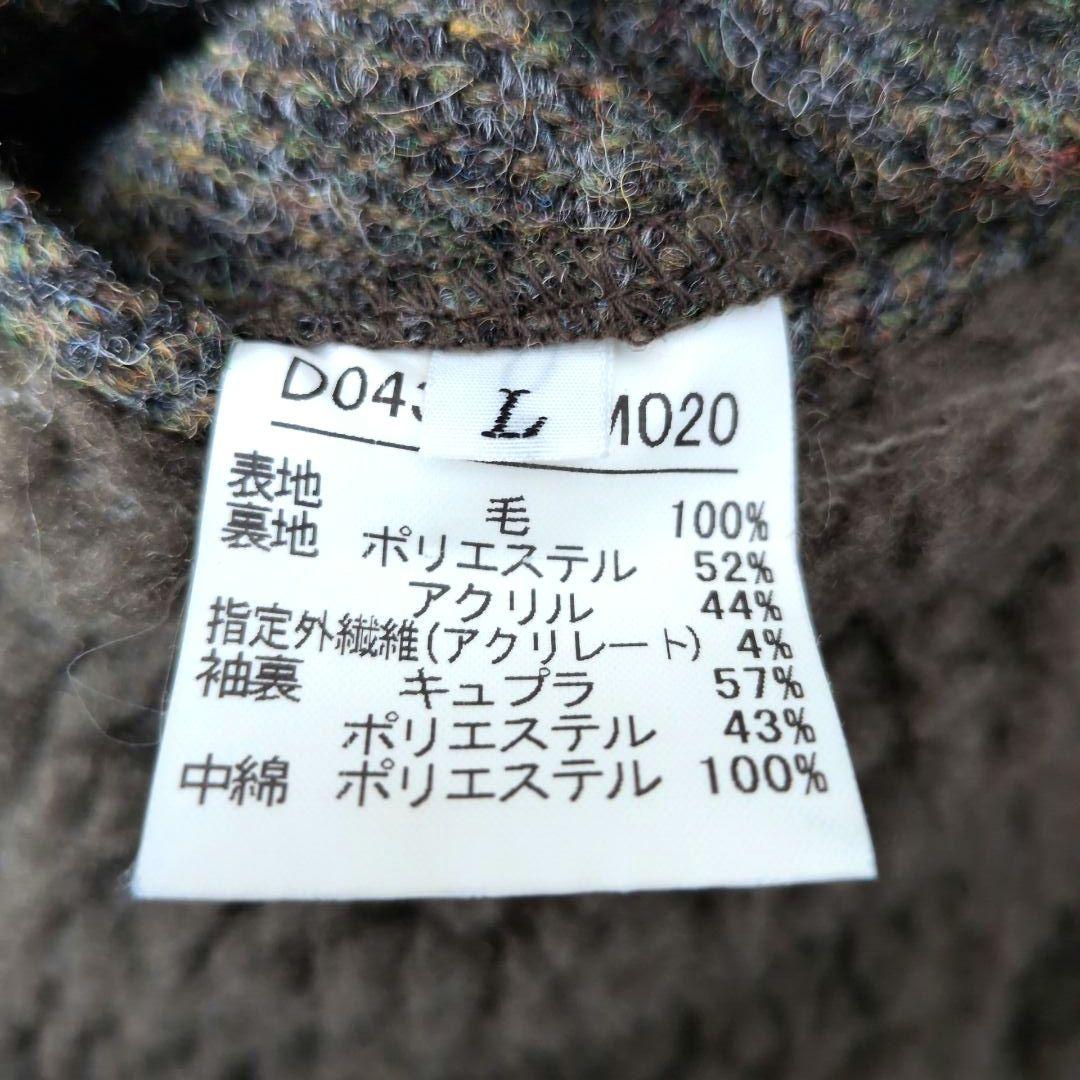 D043
L
M020
表地 毛 100%
裏地 ポリエステル 52%
アクリル 44%
指定外繊維(アクリレート) 4%
袖裏 キュプラ 57%
ポリエステル 43%
中綿 ポリエステル 100%